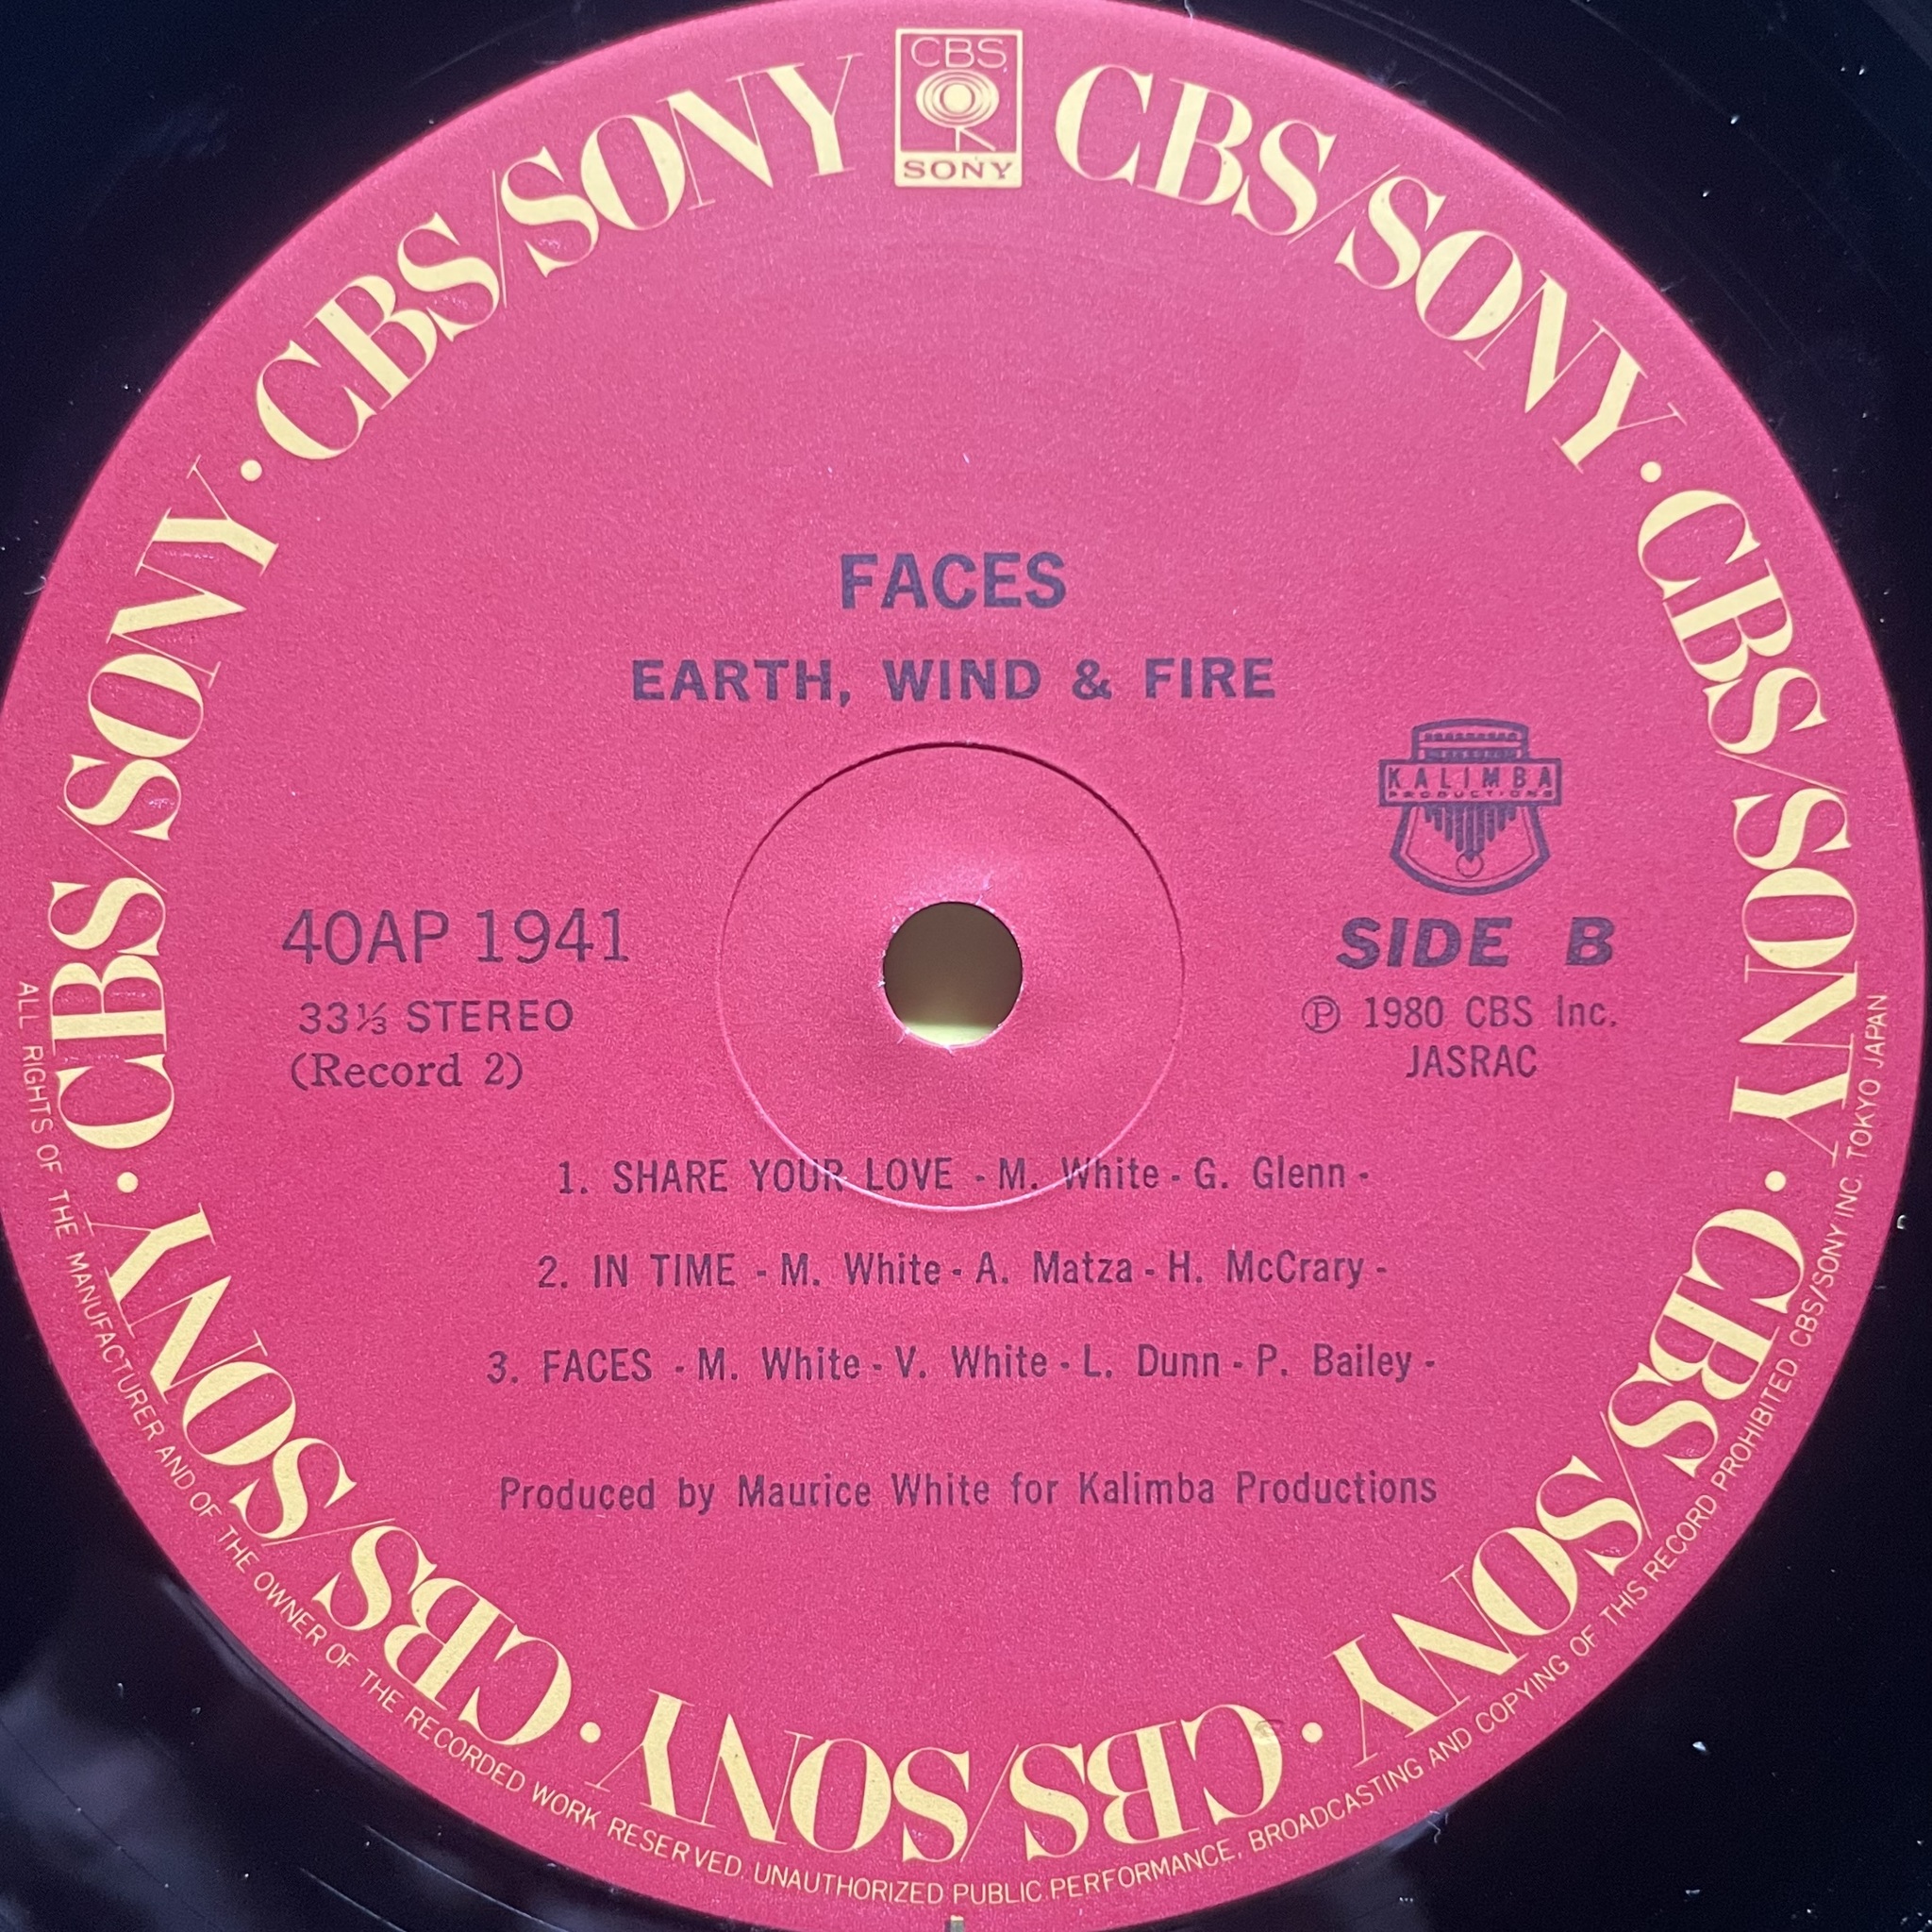 CBS
SONY
CBS/SONY · CBS/SONY · CBS/SONY · CBS/SONY · CBS/SONY · CBS/SONY · CBS/SONY · CBS/SONY
FACES
EARTH, WIND & FIRE
KALIMBA
PRODUCTIONS
40AP 1941
SIDE B
33⅓ STEREO
℗ 1980 CBS Inc.
(Record 2)
JASRAC
1. SHARE YOUR LOVE - M. White - G. Glenn -
2. IN TIME - M. White - A. Matza - H. McCrary -
3. FACES - M. White - V. White - L. Dunn - P. Bailey -
Produced by Maurice White for Kalimba Productions
ALL RIGHTS OF THE MANUFACTURER AND OF THE OWNER OF THE RECORDED WORK RESERVED. UNAUTHORIZED PUBLIC PERFORMANCE, BROADCASTING AND COPYING OF THIS RECORD PROHIBITED CBS/SONY INC. TOKYO JAPAN